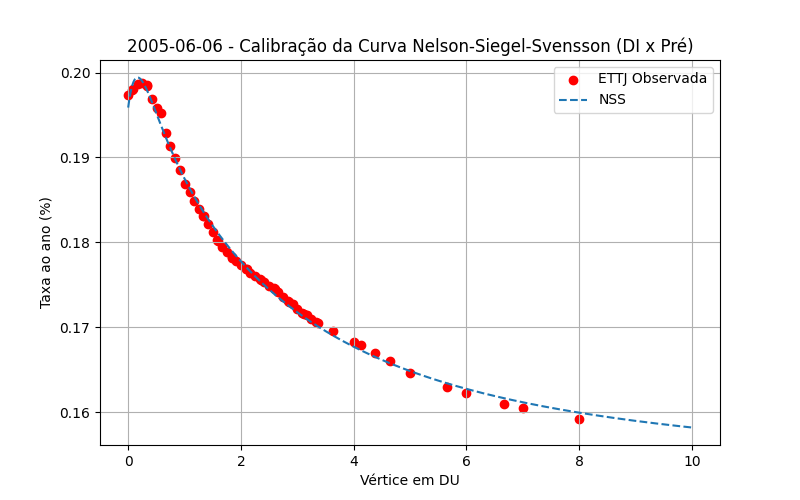 2005-06-06 - Calibração da Curva Nelson-Siegel-Svensson (DI x Pré)
ETTJ Observada
NSS
Taxa ao ano (%)
0.20
0.19
0.18
0.17
0.16
0
2
4
6
8
10
Vértice em DU